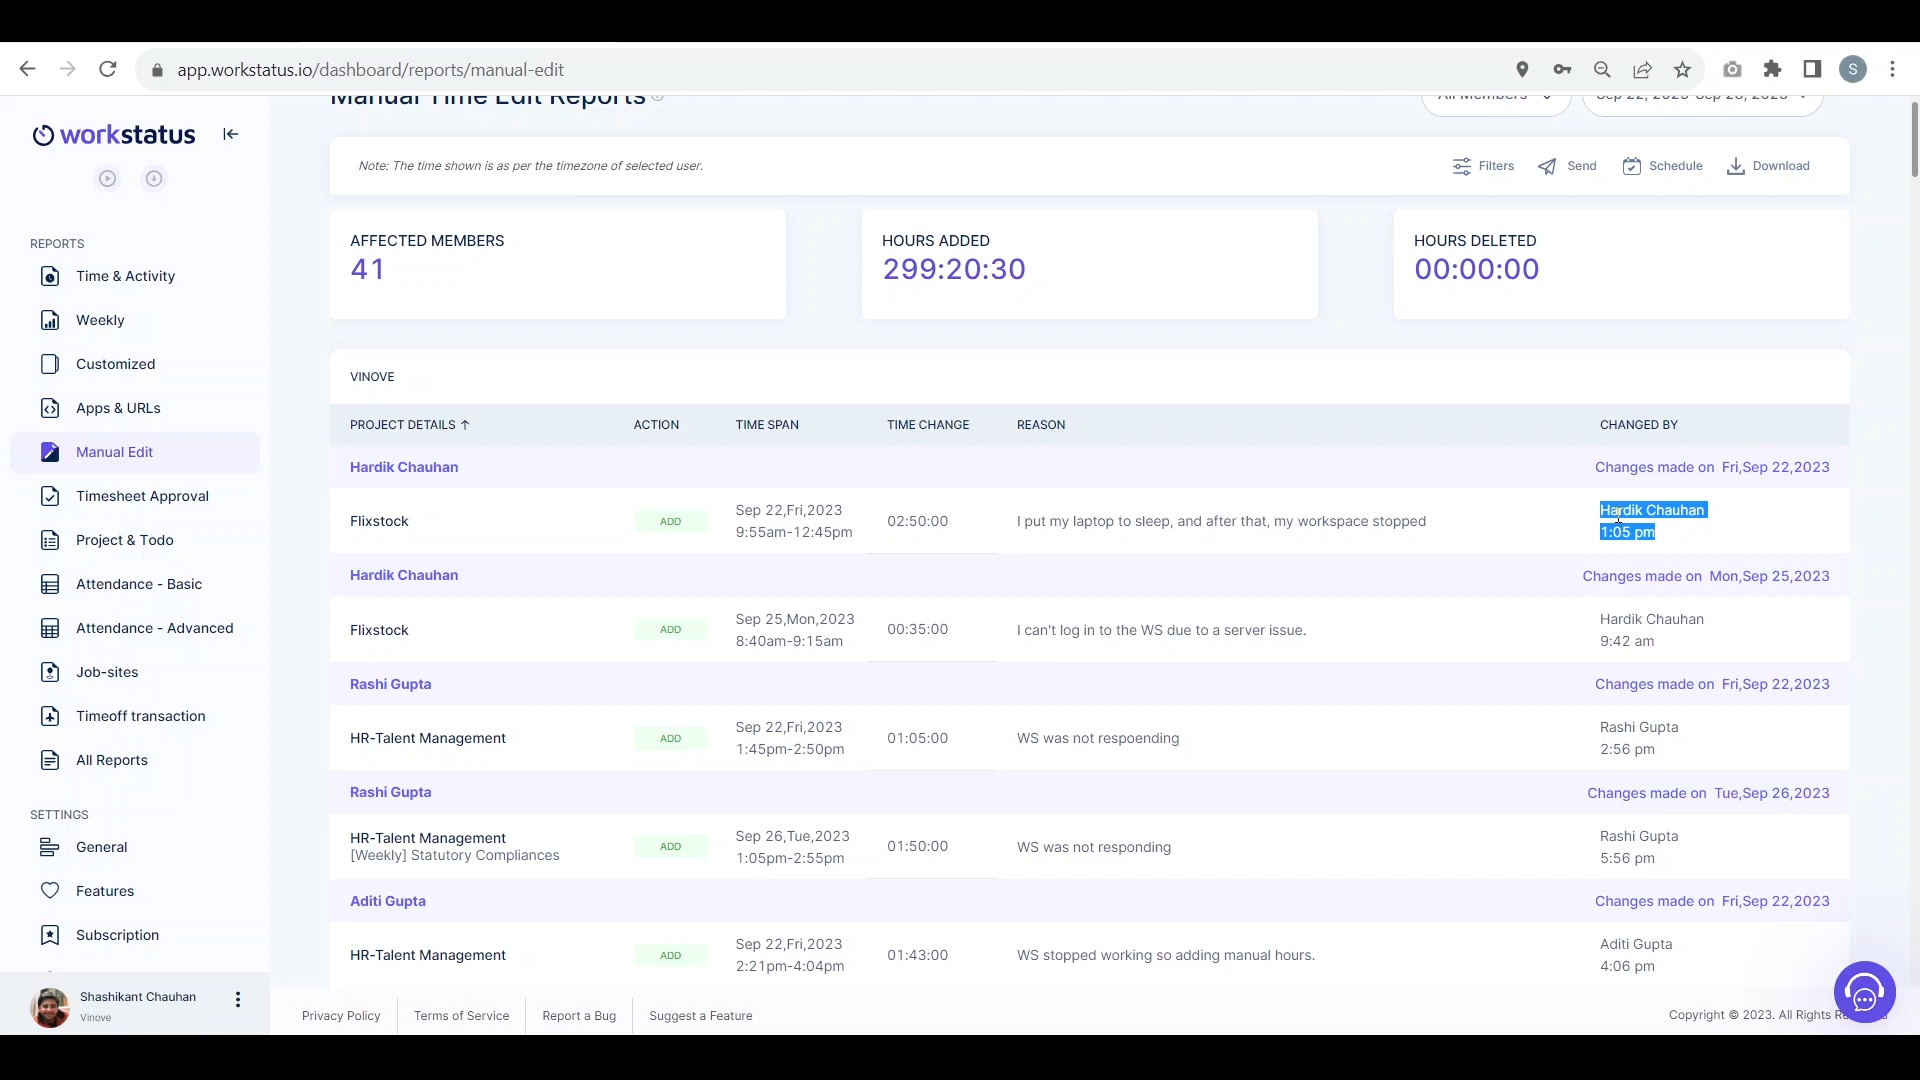 app.workstatus.io/dashboard/reports/manual-edit
S
workstatus
REPORTS
Time & Activity
Weekly
Customized
Apps & URLs
Manual Edit
Timesheet Approval
Project & Todo
Attendance - Basic
Attendance - Advanced
Job-sites
Timeoff transaction
All Reports
SETTINGS
General
Features
Subscription
Shashikant Chauhan
Vinove
Manual Time Edit Reports
All Members
Note: The time shown is as per the timezone of selected user.
Filters
Send
Schedule
Download
AFFECTED MEMBERS
41
HOURS ADDED
299:20:30
HOURS DELETED
00:00:00
VINOVE
PROJECT DETAILS ↑ ACTION TIME SPAN TIME CHANGE REASON CHANGED BY
Hardik Chauhan Changes made on Fri,Sep 22,2023
Flixstock ADD Sep 22,Fri,2023 02:50:00 I put my laptop to sleep, and after that, my workspace stopped Hardik Chauhan
9:55am-12:45pm 1:05 pm
Hardik Chauhan Changes made on Mon,Sep 25,2023
Flixstock ADD Sep 25,Mon,2023 00:35:00 I can't log in to the WS due to a server issue. Hardik Chauhan
8:40am-9:15am 9:42 am
Rashi Gupta Changes made on Fri,Sep 22,2023
HR-Talent Management ADD Sep 22,Fri,2023 01:05:00 WS was not respoending Rashi Gupta
1:45pm-2:50pm 2:56 pm
Rashi Gupta Changes made on Tue,Sep 26,2023
HR-Talent Management ADD Sep 26,Tue,2023 01:50:00 WS was not responding Rashi Gupta
[Weekly] Statutory Compliances 1:05pm-2:55pm 5:56 pm
Aditi Gupta Changes made on Fri,Sep 22,2023
HR-Talent Management ADD Sep 22,Fri,2023 01:43:00 WS stopped working so adding manual hours. Aditi Gupta
2:21pm-4:04pm 4:06 pm
Privacy Policy
Terms of Service
Report a Bug
Suggest a Feature
Copyright © 2023. All Rights